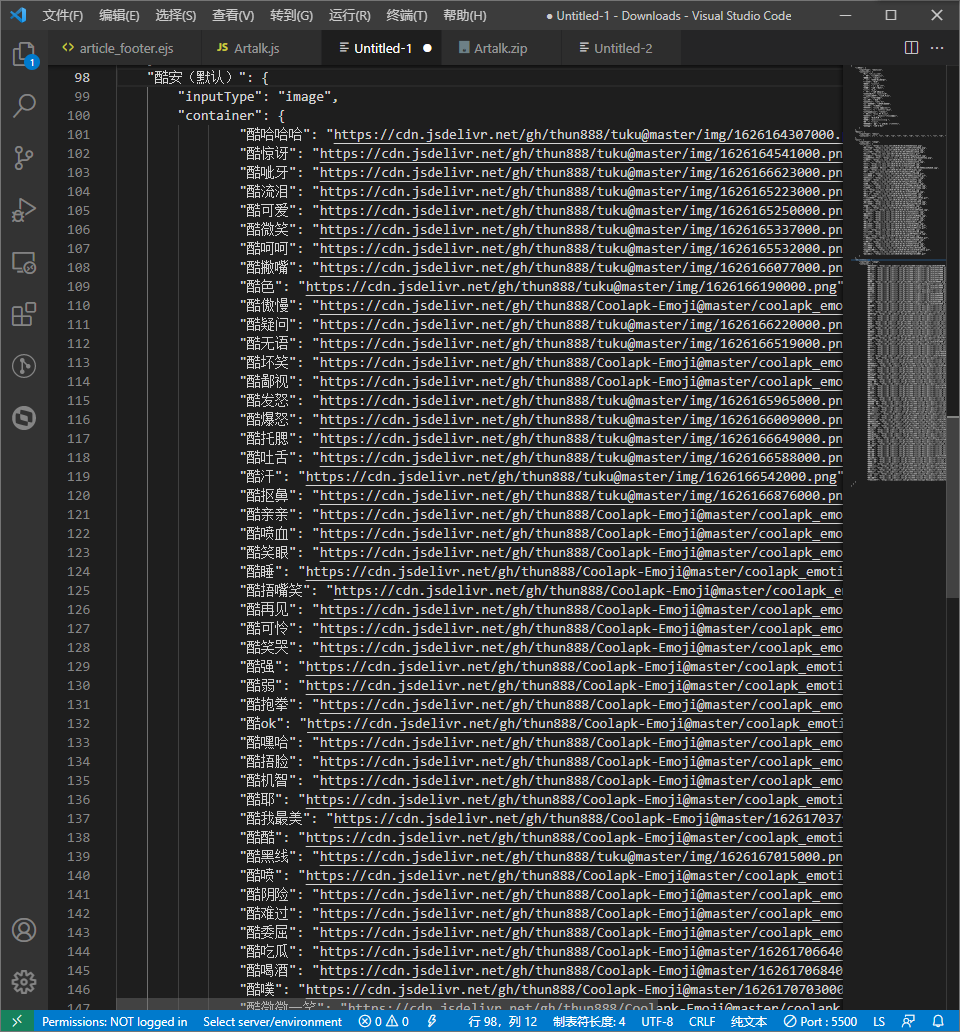 文件(F) 编辑(E) 选择(S) 查看(V) 转到(G) 运行(R) 终端(T) 帮助(H) ● Untitled-1 - Downloads - Visual Studio Code
<> article_footer.ejs JS Artalk.js Untitled-1 ● Artalk.zip Untitled-2 ...
1
98 "酷安（默认）": {
99 "inputType": "image",
100 "container": {
101 "酷哈哈哈": "https://cdn.jsdelivr.net/gh/thun888/tuku@master/img/1626164307000.
102 "酷惊讶": "https://cdn.jsdelivr.net/gh/thun888/tuku@master/img/1626164541000.pn
103 "酷呲牙": "https://cdn.jsdelivr.net/gh/thun888/tuku@master/img/1626166623000.pn
104 "酷流泪": "https://cdn.jsdelivr.net/gh/thun888/tuku@master/img/1626165223000.pn
105 "酷可爱": "https://cdn.jsdelivr.net/gh/thun888/tuku@master/img/1626165250000.pn
106 "酷微笑": "https://cdn.jsdelivr.net/gh/thun888/tuku@master/img/1626165337000.pn
107 "酷呵呵": "https://cdn.jsdelivr.net/gh/thun888/tuku@master/img/1626165532000.pn
108 "酷撇嘴": "https://cdn.jsdelivr.net/gh/thun888/tuku@master/img/1626166077000.pn
109 "酷色": "https://cdn.jsdelivr.net/gh/thun888/tuku@master/img/1626166190000.png"
110 "酷傲慢": "https://cdn.jsdelivr.net/gh/thun888/Coolapk-Emoji@master/coolapk_emo
111 "酷疑问": "https://cdn.jsdelivr.net/gh/thun888/tuku@master/img/1626166220000.pn
112 "酷无语": "https://cdn.jsdelivr.net/gh/thun888/tuku@master/img/1626166519000.pn
113 "酷坏笑": "https://cdn.jsdelivr.net/gh/thun888/Coolapk-Emoji@master/coolapk_emo
114 "酷鄙视": "https://cdn.jsdelivr.net/gh/thun888/Coolapk-Emoji@master/coolapk_emo
115 "酷发怒": "https://cdn.jsdelivr.net/gh/thun888/tuku@master/img/1626165965000.pn
116 "酷爆怒": "https://cdn.jsdelivr.net/gh/thun888/tuku@master/img/1626166009000.pn
117 "酷托腮": "https://cdn.jsdelivr.net/gh/thun888/tuku@master/img/1626166649000.pn
118 "酷吐舌": "https://cdn.jsdelivr.net/gh/thun888/tuku@master/img/1626166588000.pn
119 "酷汗": "https://cdn.jsdelivr.net/gh/thun888/tuku@master/img/1626166542000.png"
120 "酷抠鼻": "https://cdn.jsdelivr.net/gh/thun888/tuku@master/img/1626166876000.pn
121 "酷亲亲": "https://cdn.jsdelivr.net/gh/thun888/Coolapk-Emoji@master/coolapk_emo
122 "酷喷血": "https://cdn.jsdelivr.net/gh/thun888/Coolapk-Emoji@master/coolapk_emo
123 "酷笑眼": "https://cdn.jsdelivr.net/gh/thun888/Coolapk-Emoji@master/coolapk_emo
124 "酷睡": "https://cdn.jsdelivr.net/gh/thun888/Coolapk-Emoji@master/coolapk_emoti
125 "酷捂嘴笑": "https://cdn.jsdelivr.net/gh/thun888/Coolapk-Emoji@master/coolapk_e
126 "酷再见": "https://cdn.jsdelivr.net/gh/thun888/Coolapk-Emoji@master/coolapk_emo
127 "酷可怜": "https://cdn.jsdelivr.net/gh/thun888/Coolapk-Emoji@master/coolapk_emo
128 "酷笑哭": "https://cdn.jsdelivr.net/gh/thun888/Coolapk-Emoji@master/coolapk_emo
129 "酷强": "https://cdn.jsdelivr.net/gh/thun888/Coolapk-Emoji@master/coolapk_emoti
130 "酷弱": "https://cdn.jsdelivr.net/gh/thun888/Coolapk-Emoji@master/coolapk_emoti
131 "酷抱拳": "https://cdn.jsdelivr.net/gh/thun888/Coolapk-Emoji@master/coolapk_emo
132 "酷ok": "https://cdn.jsdelivr.net/gh/thun888/Coolapk-Emoji@master/coolapk_emoti
133 "酷嘿哈": "https://cdn.jsdelivr.net/gh/thun888/Coolapk-Emoji@master/coolapk_emo
134 "酷捂脸": "https://cdn.jsdelivr.net/gh/thun888/Coolapk-Emoji@master/coolapk_emo
135 "酷机智": "https://cdn.jsdelivr.net/gh/thun888/Coolapk-Emoji@master/coolapk_emo
136 "酷耶": "https://cdn.jsdelivr.net/gh/thun888/Coolapk-Emoji@master/coolapk_emoti
137 "酷我最美": "https://cdn.jsdelivr.net/gh/thun888/Coolapk-Emoji@master/162617037
138 "酷酷": "https://cdn.jsdelivr.net/gh/thun888/Coolapk-Emoji@master/coolapk_emoti
139 "酷黑线": "https://cdn.jsdelivr.net/gh/thun888/tuku@master/img/1626167015000.pn
140 "酷喷": "https://cdn.jsdelivr.net/gh/thun888/Coolapk-Emoji@master/coolapk_emoti
141 "酷阴险": "https://cdn.jsdelivr.net/gh/thun888/Coolapk-Emoji@master/coolapk_emo
142 "酷难过": "https://cdn.jsdelivr.net/gh/thun888/Coolapk-Emoji@master/coolapk_emo
143 "酷委屈": "https://cdn.jsdelivr.net/gh/thun888/Coolapk-Emoji@master/coolapk_emo
144 "酷吃瓜": "https://cdn.jsdelivr.net/gh/thun888/Coolapk-Emoji@master/16261706640
145 "酷喝酒": "https://cdn.jsdelivr.net/gh/thun888/Coolapk-Emoji@master/16261706840
146 "酷噗": "https://cdn.jsdelivr.net/gh/thun888/Coolapk-Emoji@master/1626170703000
147 "酷微微一笑": "https://cdn.jsdelivr.net/gh/thun888/Coolapk-Emoji@master/coolapk
Permissions: NOT logged in Select server/environment 0 0 行 98，列 12 制表符长度: 4 UTF-8 CRLF 纯文本 Port : 5500 LS